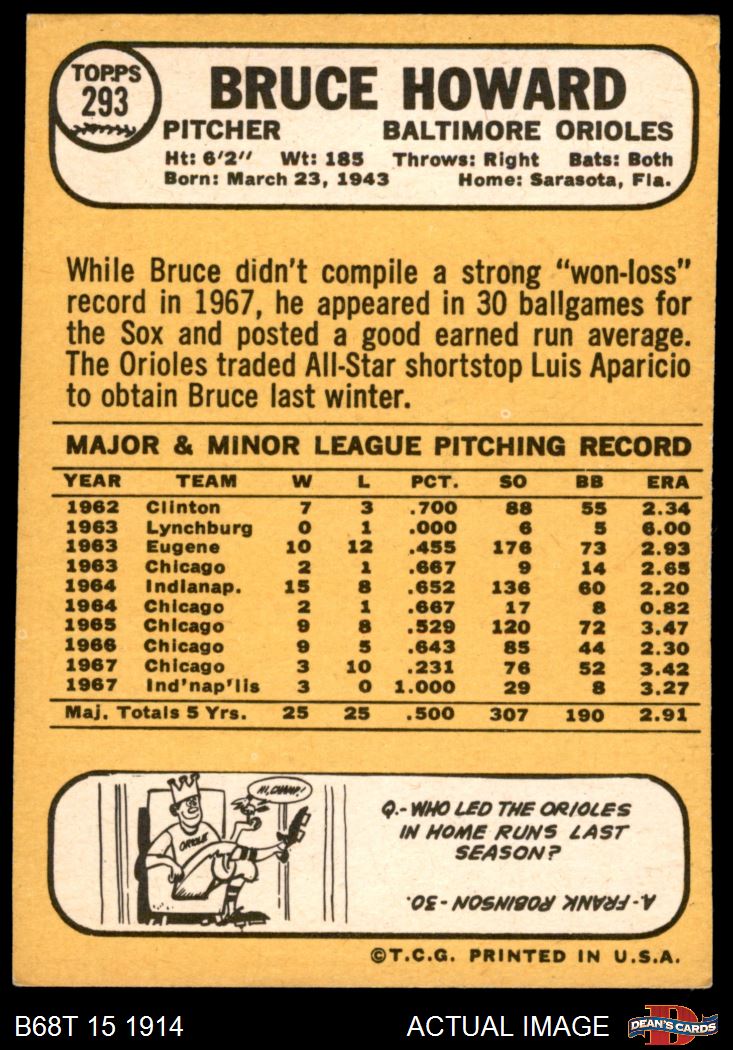 TOPPS
293
BRUCE HOWARD
PITCHER BALTIMORE ORIOLES
Ht: 6'2" Wt: 185 Throws: Right Bats: Both
Born: March 23, 1943 Home: Sarasota, Fla.
While Bruce didn't compile a strong "won-loss"
record in 1967, he appeared in 30 ballgames for
the Sox and posted a good earned run average.
The Orioles traded All-Star shortstop Luis Aparicio
to obtain Bruce last winter.
MAJOR & MINOR LEAGUE PITCHING RECORD
YEAR TEAM W L PCT. SO BB ERA
1962 Clinton 7 3 .700 88 55 2.34
1963 Lynchburg 0 1 .000 6 5 6.00
1963 Eugene 10 12 .455 176 73 2.93
1963 Chicago 2 1 .667 9 14 2.65
1964 Indianap. 15 8 .652 136 60 2.20
1964 Chicago 2 1 .667 17 8 0.82
1965 Chicago 9 8 .529 120 72 3.47
1966 Chicago 9 5 .643 85 44 2.30
1967 Chicago 3 10 .231 76 52 3.42
1967 Ind'nap'lis 3 0 1.000 29 8 3.27
Maj. Totals 5 Yrs. 25 25 .500 307 190 2.91
HI, CHAMP!
ORIOLE
Q.-WHO LED THE ORIOLES
IN HOME RUNS LAST
SEASON?
A.-FRANK ROBINSON - 30.
©T.C.G. PRINTED IN U.S.A.
B68T 15 1914 ACTUAL IMAGE
D
DEAN'S CARDS